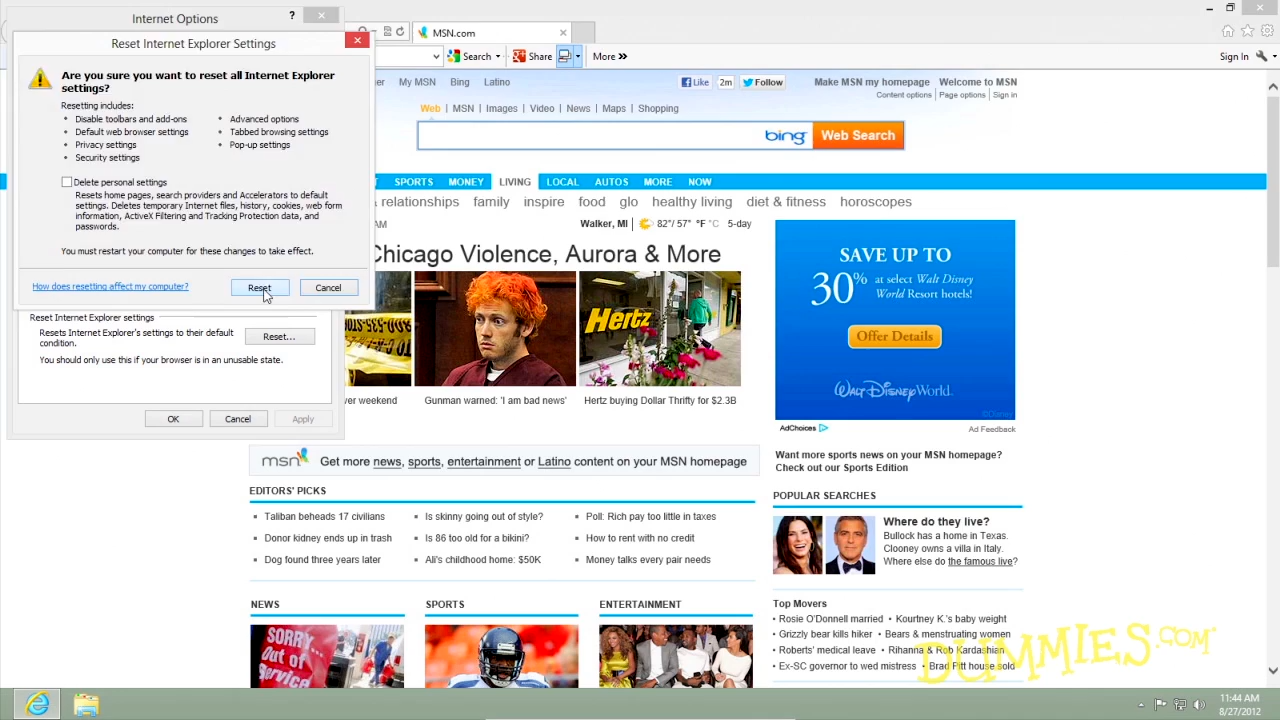 Internet Options
?
Reset Internet Explorer Settings
Are you sure you want to reset all Internet Explorer
settings?
Resetting includes:
• Disable toolbars and add-ons
• Default web browser settings
• Privacy settings
• Security settings
• Advanced options
• Tabbed browsing settings
• Pop-up settings
Delete personal settings
Resets home pages, search providers and Accelerators to default
settings. Deletes temporary Internet files, history, cookies, web form
information, ActiveX Filtering and Tracking Protection data, and
passwords.
You must restart your computer for these changes to take effect.
How does resetting affect my computer?
Reset
Cancel
Reset Internet Explorer settings
Resets Internet Explorer's settings to their default
condition.
Reset...
You should only use this if your browser is in an unusable state.
OK
Cancel
Apply
MSN.com
Search
Share
More »
Sign In
My MSN
Bing
Latino
Like
2m
Follow
Make MSN my homepage
Welcome to MSN
Content options
Page options
Sign in
Web
MSN
Images
Video
News
Maps
Shopping
bing
Web Search
SPORTS
MONEY
LIVING
LOCAL
AUTOS
MORE
NOW
relationships
family
inspire
food
glo
healthy living
diet & fitness
horoscopes
AM
Walker, MI
82°/ 57° °F °C
5-day
Chicago Violence, Aurora & More
Hertz
weekend
Gunman warned: 'I am bad news'
Hertz buying Dollar Thrifty for $2.3B
SAVE UP TO
30% at select Walt Disney
World Resort hotels!
Offer Details
WALT DISNEY World.
©Disney
AdChoices
Ad Feedback
msn
Get more news, sports, entertainment or Latino content on your MSN homepage
Want more sports news on your MSN homepage?
Check out our Sports Edition
EDITORS' PICKS
Taliban beheads 17 civilians
Donor kidney ends up in trash
Dog found three years later
Is skinny going out of style?
Is 86 too old for a bikini?
Ali's childhood home: $50K
Poll: Rich pay too little in taxes
How to rent with no credit
Money talks every pair needs
POPULAR SEARCHES
Where do they live?
Bullock has a home in Texas.
Clooney owns a villa in Italy.
Where else do the famous live?
Top Movers
• Rosie O'Donnell married • Kourtney K.'s baby weight
• Grizzly bear kills hiker • Bears & menstruating women
• Roberts' medical leave • Rihanna & Rob Kardashian
• Ex-SC governor to wed mistress • Brad Pitt house sold
NEWS
SPORTS
ENTERTAINMENT
SORRY...
Out of
Service
DUMMIES.COM
11:44 AM
8/27/2012